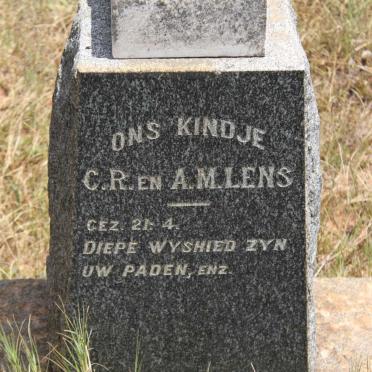 ONS KINDJE
C.R. EN A.M. LENS
GEZ. 21: 4.
DIEPE WYSHIED ZYN
UW PADEN, ENZ.